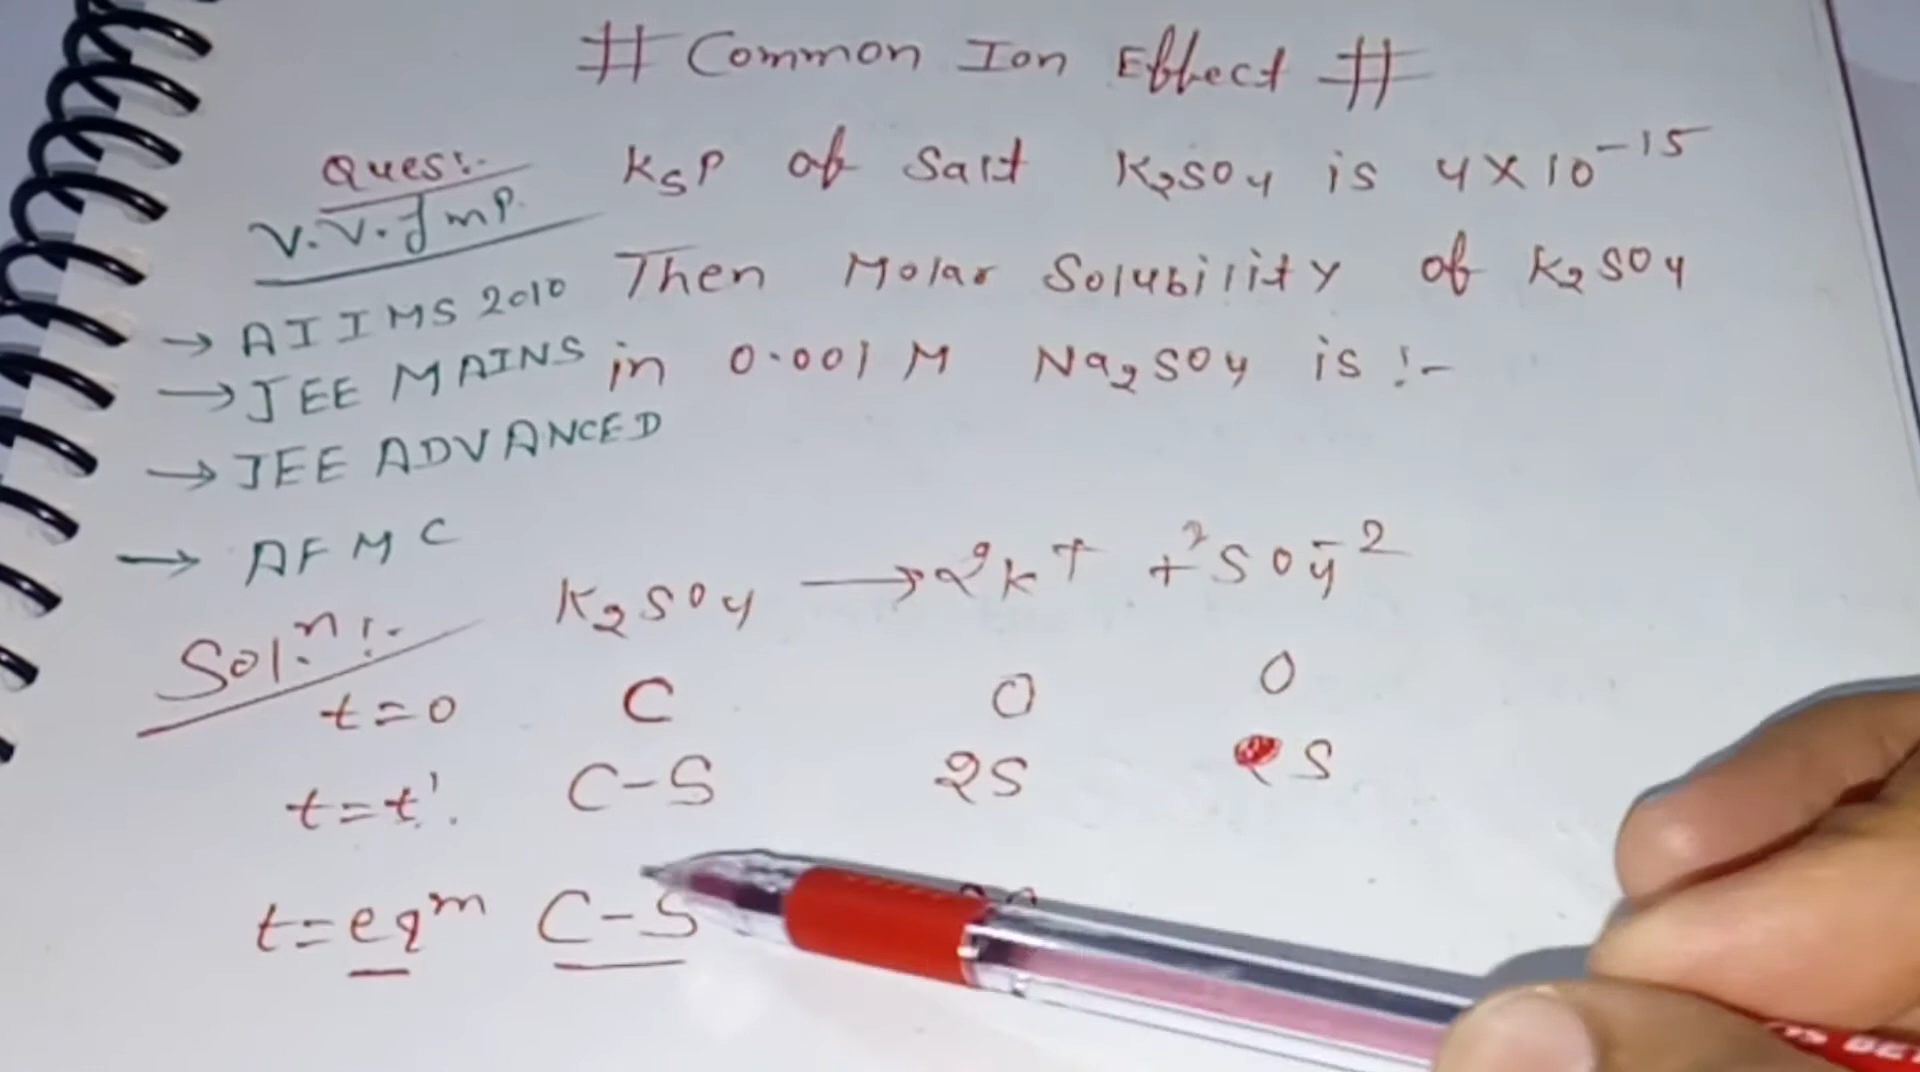 # Common Ion Effect #
Ques:- Ksp of Salt K2SO4 is 4×10^-15
V.V.Imp.
Then Molar Solubility of K2SO4
→ AIIMS 2010
in 0.001 M Na2SO4 is :-
→ JEE MAINS
→ JEE ADVANCED
→ AFMC
Sol.n:- K2SO4 → 2K+ + SO4^-2
t=0 C 0 0
t=t' C-S 2S S
t=eqm C-S